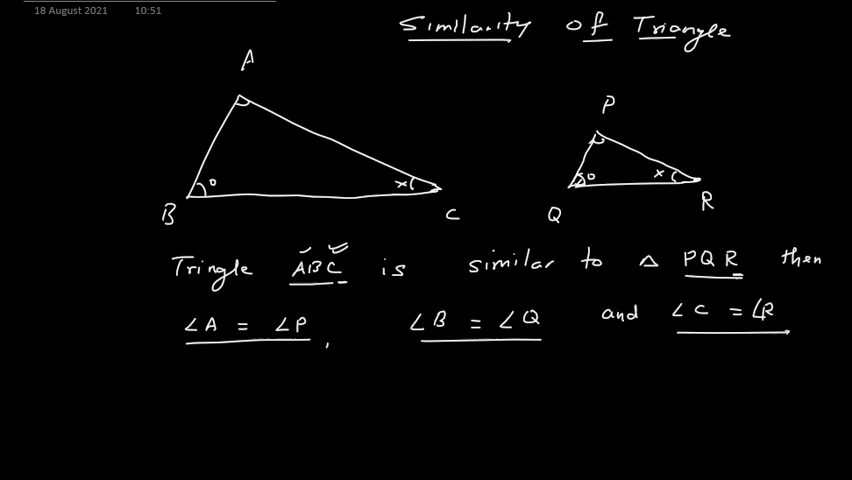 18 August 2021 10:51
Similarity of Triangle
A
P
o
x
o
x
B
C
Q
R
Tringle ABC is similar to △ PQR then
∠A = ∠P, ∠B = ∠Q and ∠C = ∠R